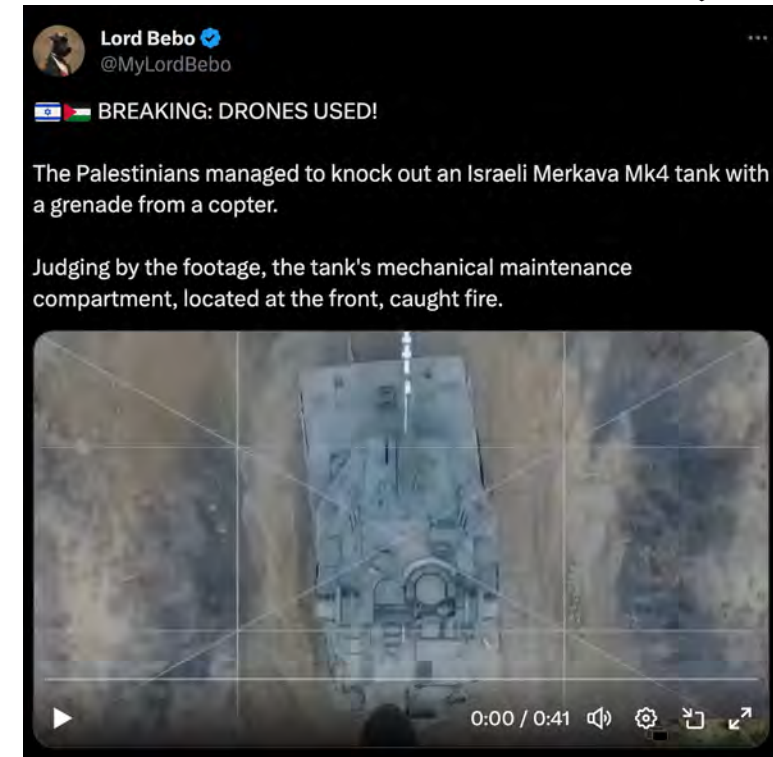 Lord Bebo
@MyLordBebo
🇮🇱🇵🇸 BREAKING: DRONES USED!
The Palestinians managed to knock out an Israeli Merkava Mk4 tank with
a grenade from a copter.
Judging by the footage, the tank's mechanical maintenance
compartment, located at the front, caught fire.
0:00 / 0:41